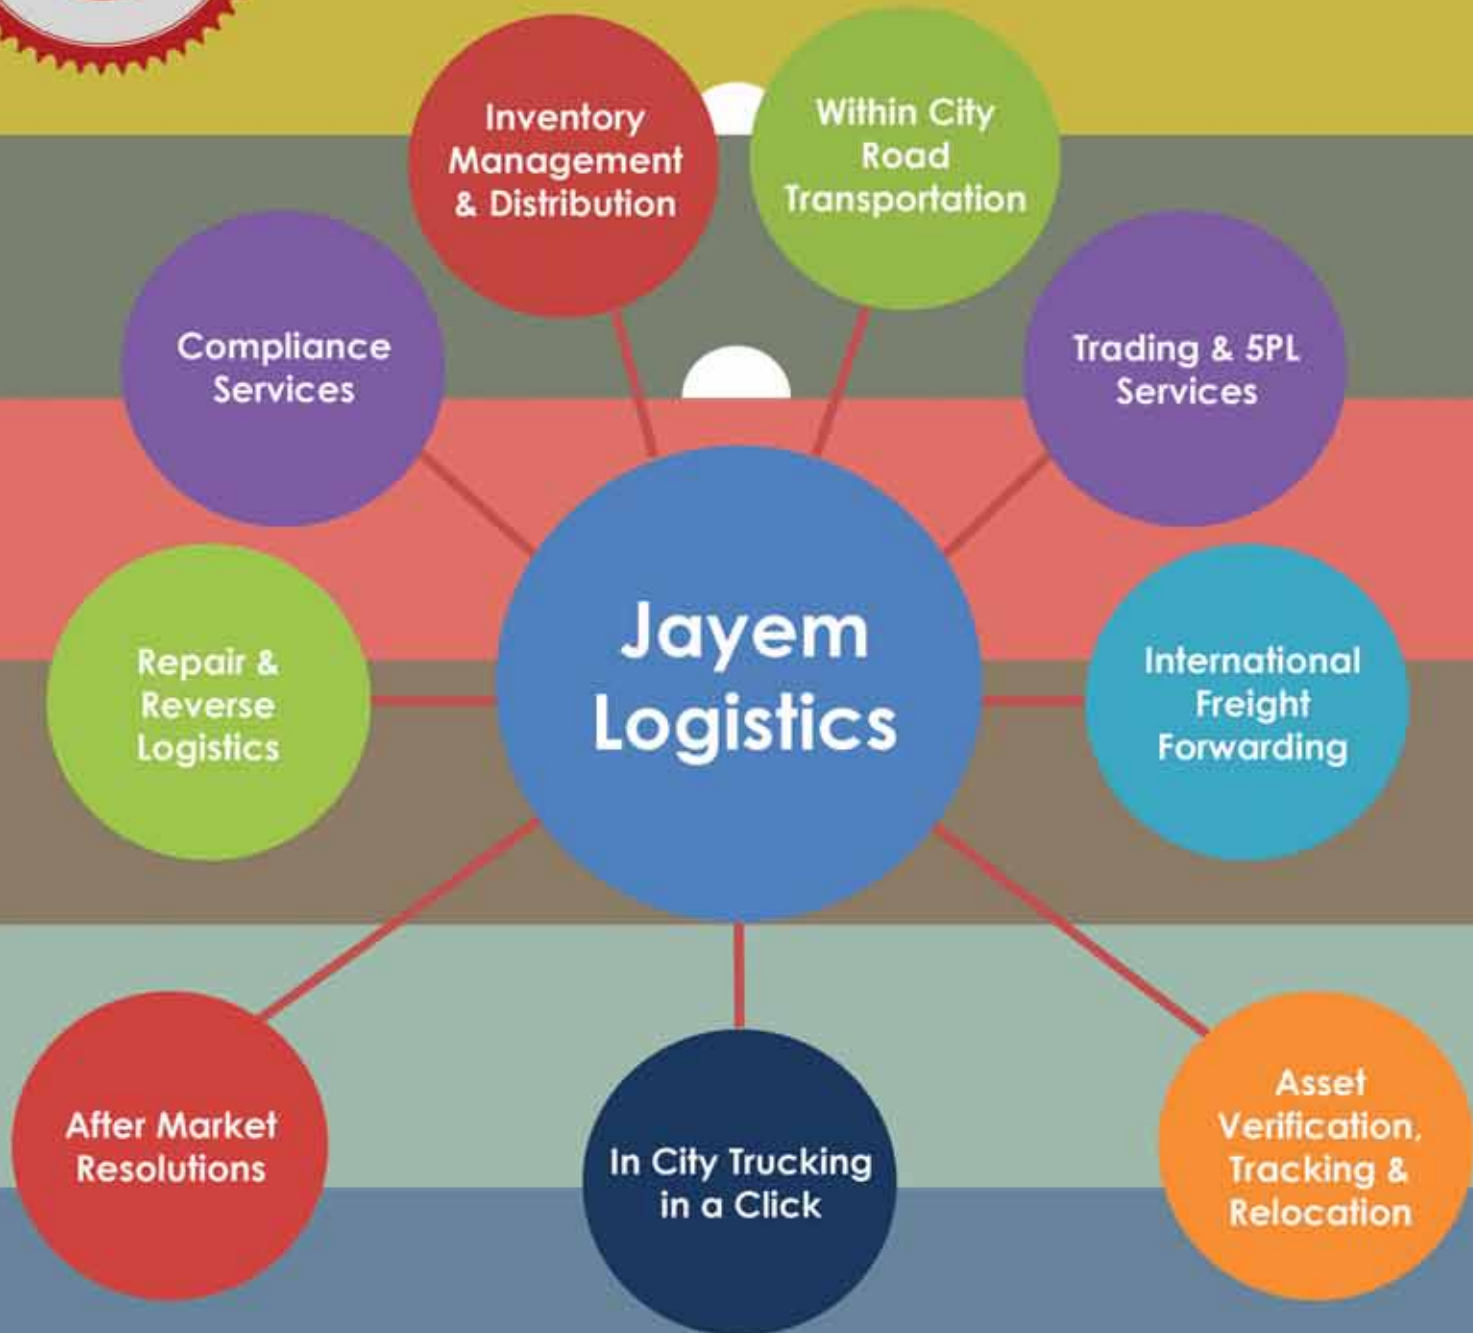 Inventory
Management
& Distribution
Within City
Road
Transportation
Compliance
Services
Trading & 5PL
Services
Jayem
Logistics
Repair &
Reverse
Logistics
International
Freight
Forwarding
After Market
Resolutions
In City Trucking
in a Click
Asset
Verification,
Tracking &
Relocation